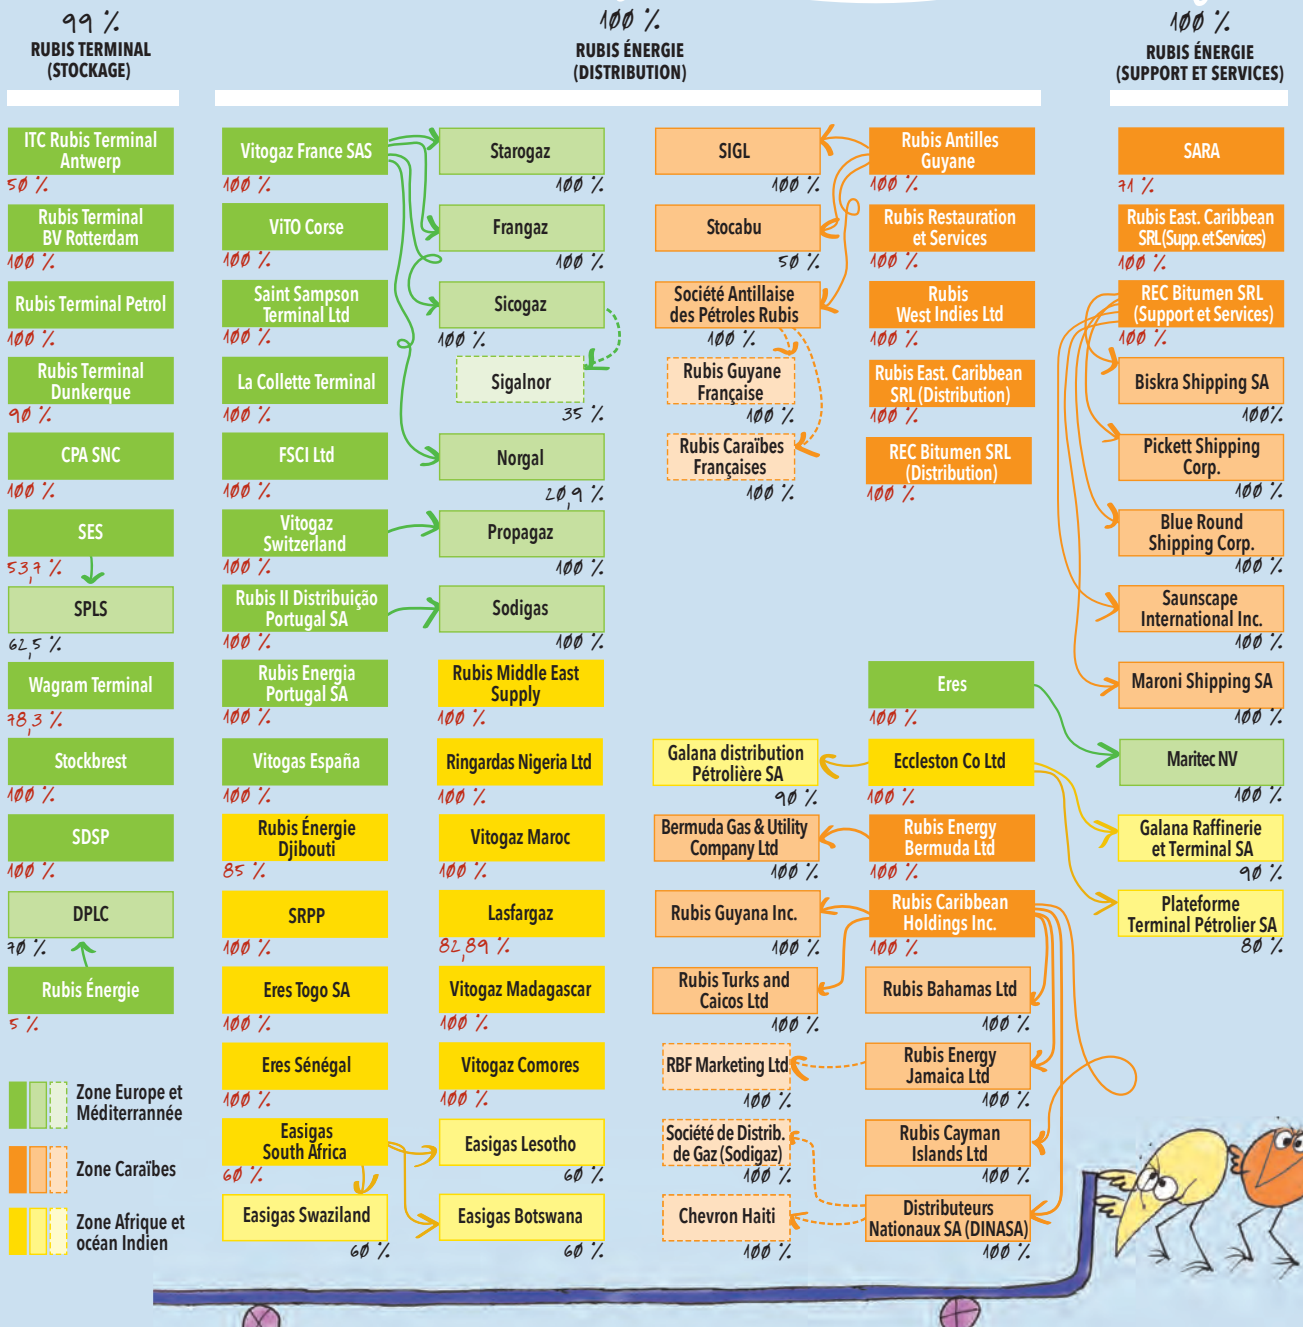 99 %
RUBIS TERMINAL
(STOCKAGE)
100 %
RUBIS ÉNERGIE
(DISTRIBUTION)
100 %
RUBIS ÉNERGIE
(SUPPORT ET SERVICES)
ITC Rubis Terminal
Antwerp
50 %
Rubis Terminal
BV Rotterdam
100 %
Rubis Terminal Petrol
100 %
Rubis Terminal
Dunkerque
90 %
CPA SNC
100 %
SES
53,7 %
SPLS
62,5 %
Wagram Terminal
78,3 %
Stockbrest
100 %
SDSP
100 %
DPLC
70 %
Rubis Énergie
5 %
Vitogaz France SAS
100 %
ViTO Corse
100 %
Saint Sampson
Terminal Ltd
100 %
La Collette Terminal
100 %
FSCI Ltd
100 %
Vitogaz
Switzerland
100 %
Rubis II Distribuição
Portugal SA
100 %
Rubis Energia
Portugal SA
100 %
Vitogas España
100 %
Rubis Énergie
Djibouti
85 %
SRPP
100 %
Eres Togo SA
100 %
Eres Sénégal
100 %
Easigas
South Africa
60 %
Easigas Swaziland
60 %
Starogaz
100 %
Frangaz
100 %
Sicogaz
100 %
Sigalnor
35 %
Norgal
20,9 %
Propagaz
100 %
Sodigas
100 %
Rubis Middle East
Supply
100 %
Ringardas Nigeria Ltd
100 %
Vitogaz Maroc
100 %
Lasfargaz
82,89 %
Vitogaz Madagascar
100 %
Vitogaz Comores
100 %
Easigas Lesotho
60 %
Easigas Botswana
60 %
SIGL
100 %
Stocabu
50 %
Société Antillaise
des Pétroles Rubis
100 %
Rubis Guyane
Française
100 %
Rubis Caraïbes
Françaises
100 %
Galana distribution
Pétrolière SA
90 %
Bermuda Gas & Utility
Company Ltd
100 %
Rubis Guyana Inc.
100 %
Rubis Turks and
Caicos Ltd
100 %
RBF Marketing Ltd
100 %
Société de Distrib.
de Gaz (Sodigaz)
100 %
Chevron Haiti
100 %
Rubis Antilles
Guyane
100 %
Rubis Restauration
et Services
100 %
Rubis
West Indies Ltd
100 %
Rubis East. Caribbean
SRL (Distribution)
100 %
REC Bitumen SRL
(Distribution)
100 %
Eres
100 %
Eccleston Co Ltd
100 %
Rubis Energy
Bermuda Ltd
100 %
Rubis Caribbean
Holdings Inc.
100 %
Rubis Bahamas Ltd
100 %
Rubis Energy
Jamaica Ltd
100 %
Rubis Cayman
Islands Ltd
100 %
Distributeurs
Nationaux SA (DINASA)
100 %
SARA
71 %
Rubis East. Caribbean
SRL (Supp. et Services)
100 %
REC Bitumen SRL
(Support et Services)
100 %
Biskra Shipping SA
100%
Pickett Shipping
Corp.
100 %
Blue Round
Shipping Corp.
100 %
Saunscape
International Inc.
100 %
Maroni Shipping SA
100 %
Maritec NV
100 %
Galana Raffinerie
et Terminal SA
90 %
Plateforme
Terminal Pétrolier SA
80 %
Zone Europe et
Méditerrannée
Zone Caraïbes
Zone Afrique et
océan Indien